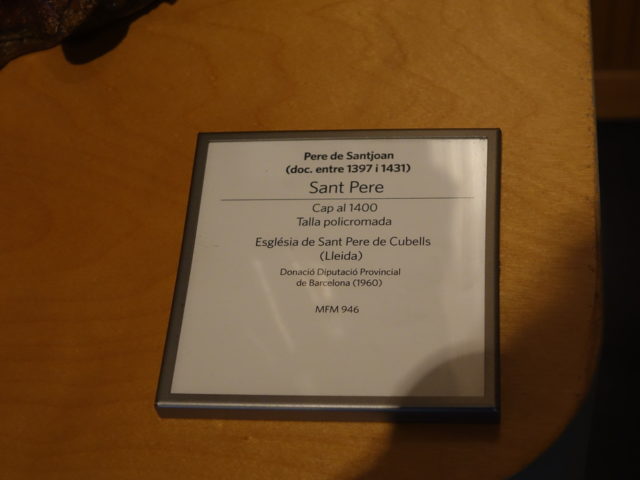 Pere de Santjoan
(doc. entre 1397 i 1431)
Sant Pere
Cap al 1400
Talla policromada
Església de Sant Pere de Cubells
(Lleida)
Donació Diputació Provincial
de Barcelona (1960)
MFM 946